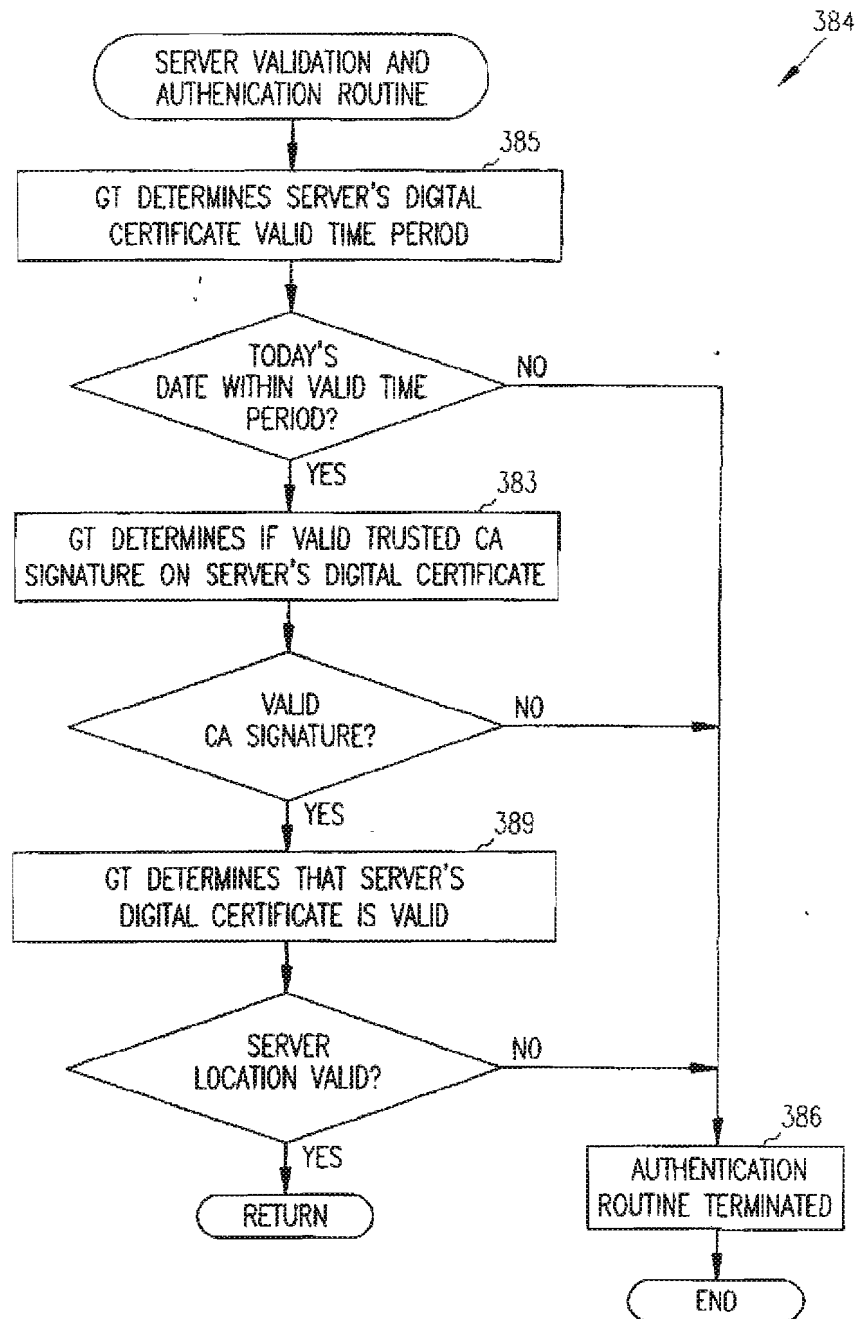 384
SERVER VALIDATION AND
AUTHENICATION ROUTINE
385
GT DETERMINES SERVER'S DIGITAL
CERTIFICATE VALID TIME PERIOD
TODAY'S
DATE WITHIN VALID TIME
PERIOD?
NO
YES
383
GT DETERMINES IF VALID TRUSTED CA
SIGNATURE ON SERVER'S DIGITAL CERTIFICATE
VALID
CA SIGNATURE?
NO
YES
389
GT DETERMINES THAT SERVER'S
DIGITAL CERTIFICATE IS VALID
SERVER
LOCATION VALID?
NO
YES
RETURN
386
AUTHENTICATION
ROUTINE TERMINATED
END